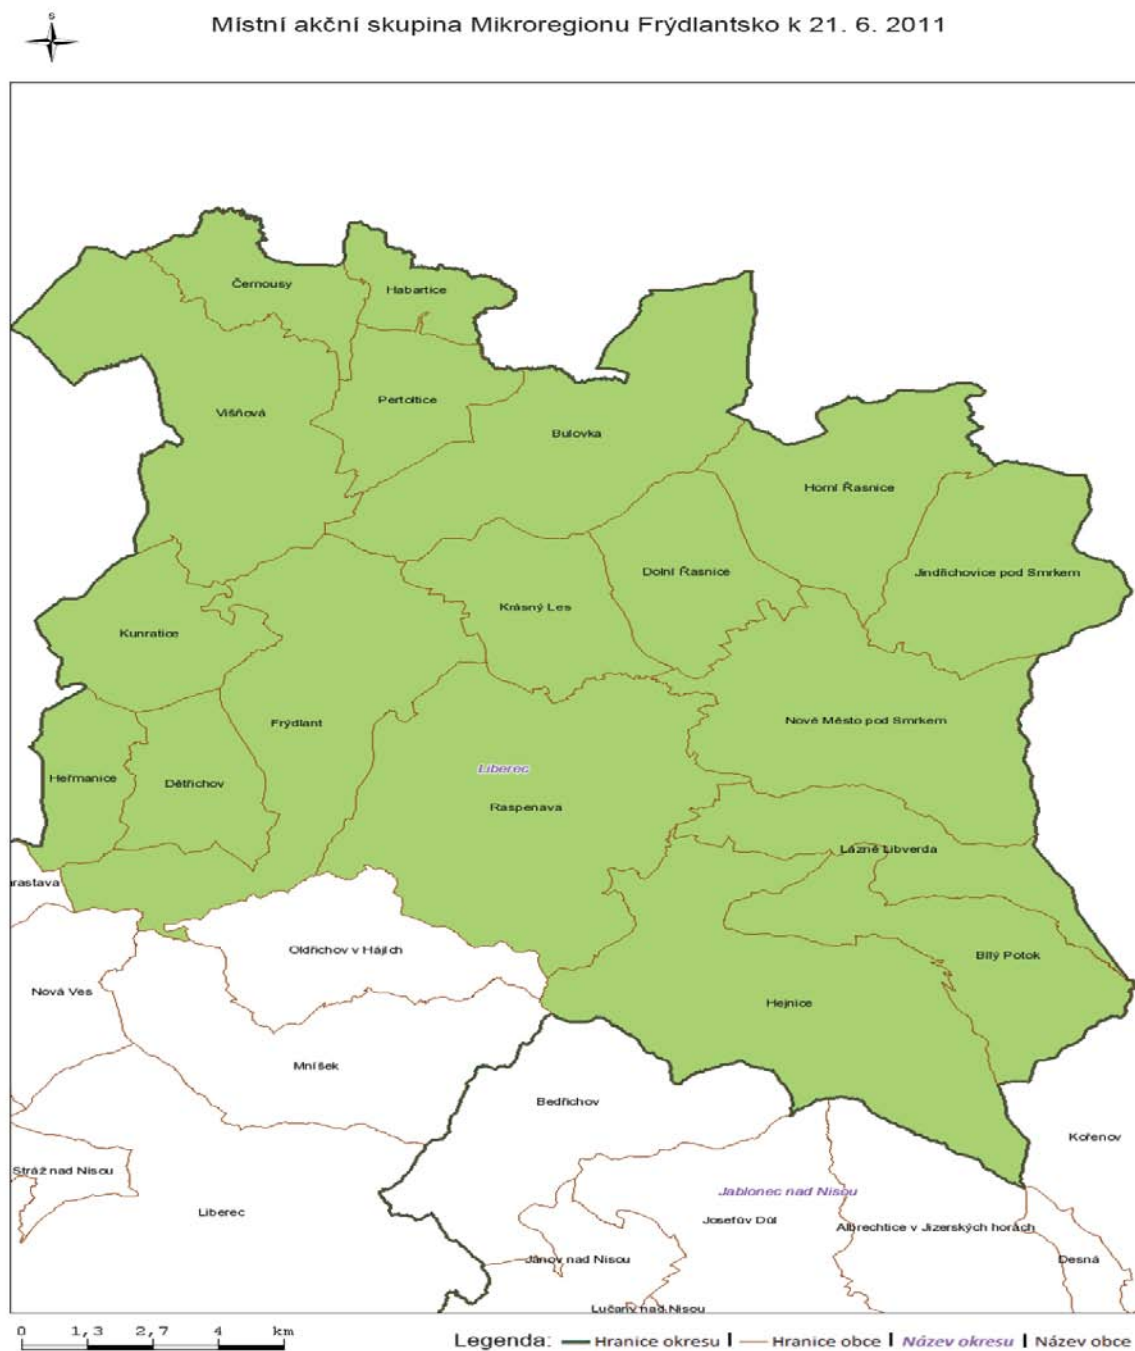 S
Místní akční skupina Mikroregionu Frýdlantsko k 21. 6. 2011
Černousy
Habartice
Višňová
Pertoltice
Bulovka
Horní Řasnice
Dolní Řasnice
Jindřichovice pod Smrkem
Krásný Les
Kunratice
Frýdlant
Nové Město pod Smrkem
Heřmanice
Dětřichov
Liberec
Raspenava
Lázně Libverda
rastava
Oldřichov v Hájích
Bílý Potok
Nová Ves
Hejnice
Mníšek
Bedřichov
Kořenov
Stráž nad Nisou
Jablonec nad Nisou
Liberec
Josefův Důl
Albrechtice v Jizerských horách
Janov nad Nisou
Desná
Lučany nad Nisou
0 1,3 2,7 4 km
Legenda: Hranice okresu | Hranice obce | Název okresu | Název obce